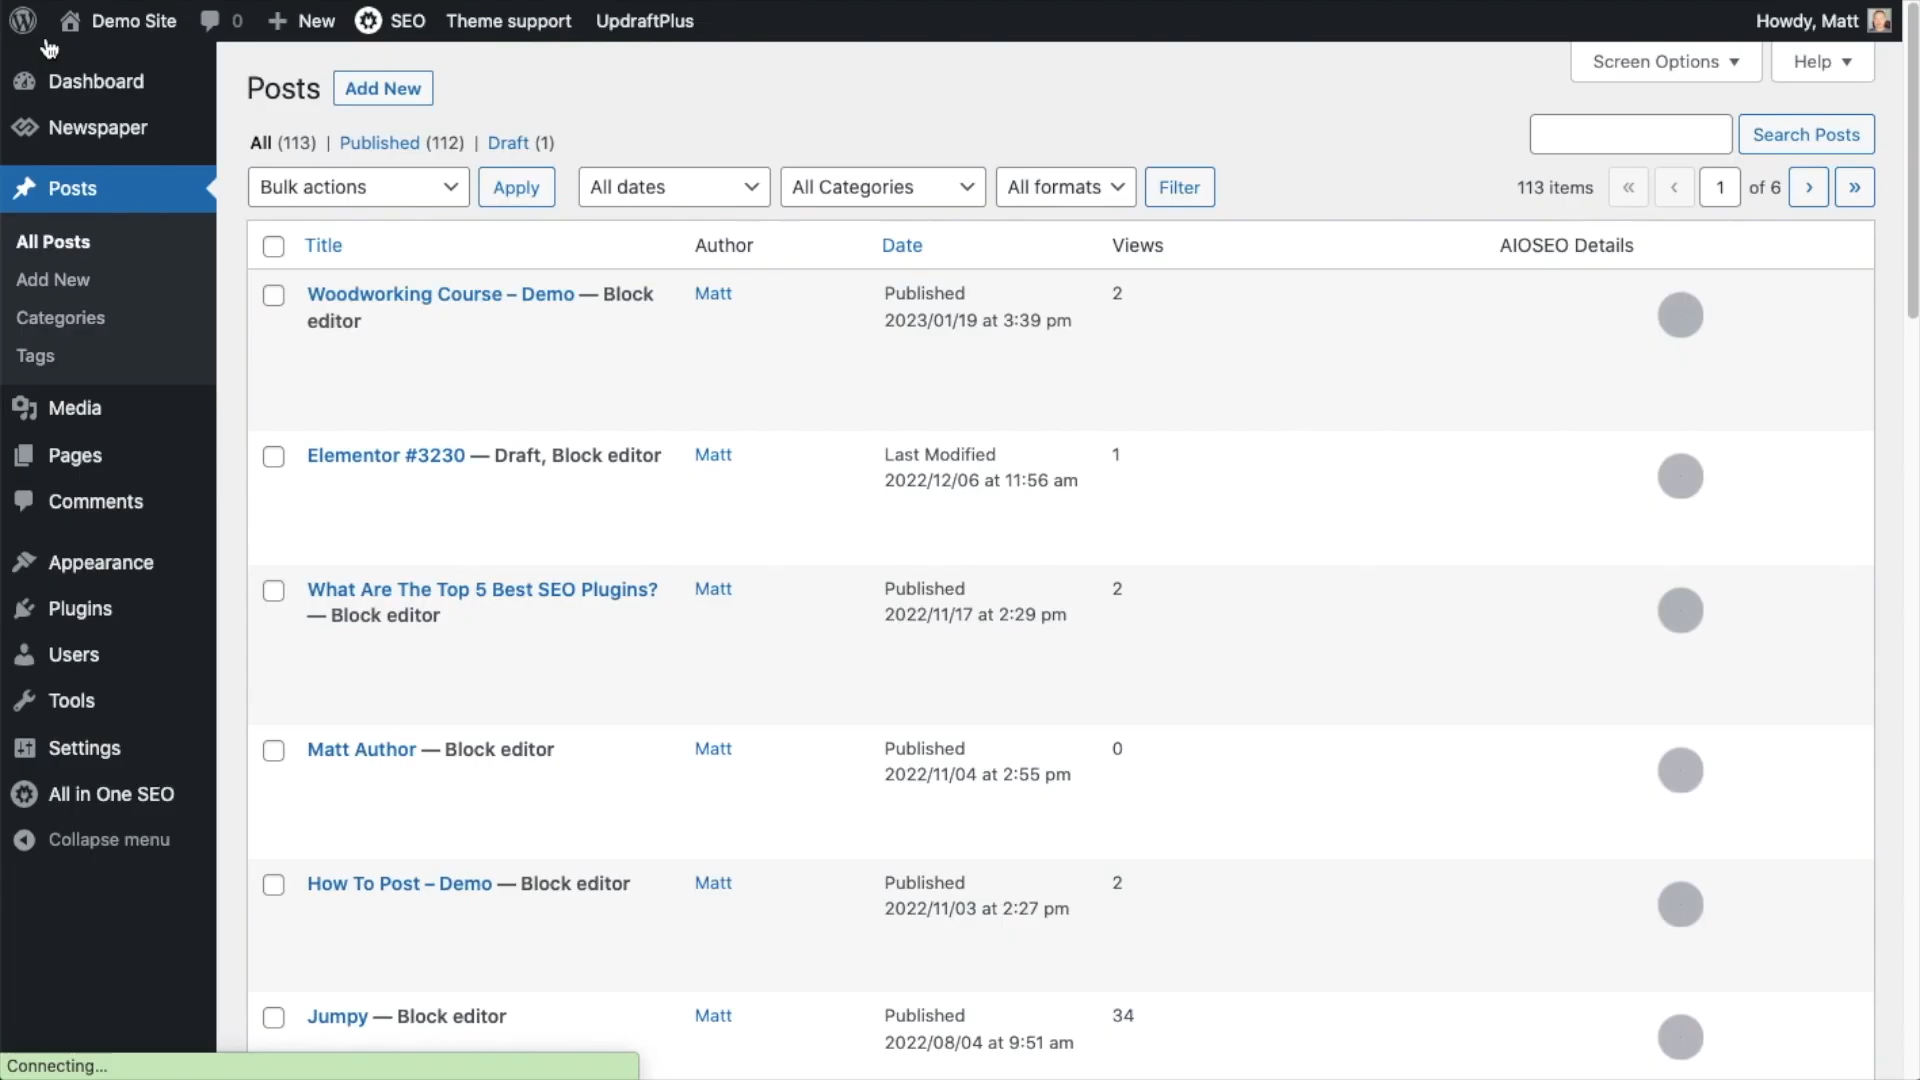 Demo Site 0 New SEO Theme support UpdraftPlus Howdy, Matt
Dashboard
Newspaper
Posts
All Posts
Add New
Categories
Tags
Media
Pages
Comments
Appearance
Plugins
Users
Tools
Settings
All in One SEO
Collapse menu
Screen Options ▼ Help ▼
Posts Add New
All (113) | Published (112) | Draft (1)
Search Posts
Bulk actions Apply All dates All Categories All formats Filter
113 items « ‹ 1 of 6 › »
Title Author Date Views AIOSEO Details
Woodworking Course – Demo — Block
editor
Matt
Published
2023/01/19 at 3:39 pm
2
Elementor #3230 — Draft, Block editor
Matt
Last Modified
2022/12/06 at 11:56 am
1
What Are The Top 5 Best SEO Plugins?
— Block editor
Matt
Published
2022/11/17 at 2:29 pm
2
Matt Author — Block editor
Matt
Published
2022/11/04 at 2:55 pm
0
How To Post – Demo — Block editor
Matt
Published
2022/11/03 at 2:27 pm
2
Jumpy — Block editor
Matt
Published
2022/08/04 at 9:51 am
34
Connecting...